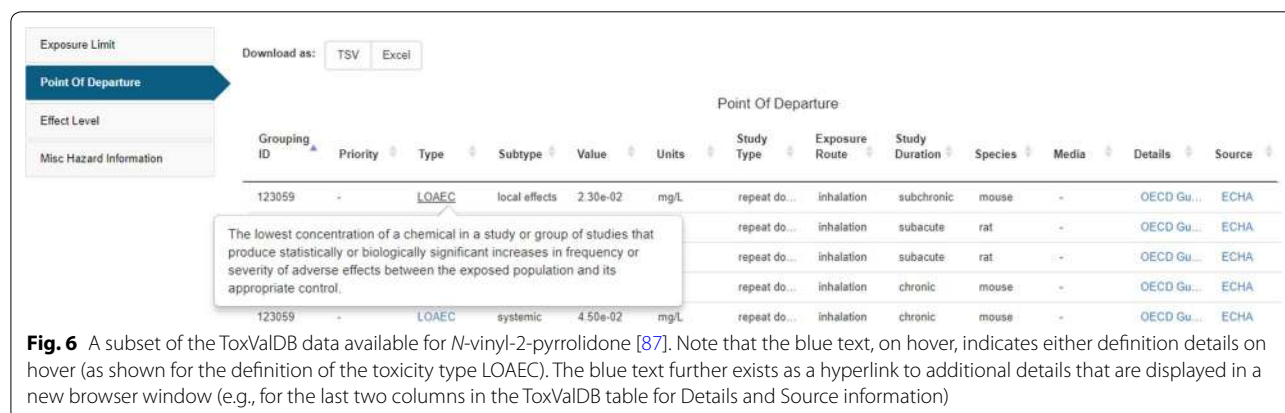 Exposure Limit
Point Of Departure
Effect Level
Misc Hazard Information
Download as: TSV Excel
Point Of Departure
Grouping ID Priority Type Subtype Value Units Study Type Exposure Route Study Duration Species Media Details Source
123059 - LOAEC local effects 2.30e-02 mg/L repeat do... inhalation subchronic mouse - OECD Gu... ECHA
The lowest concentration of a chemical in a study or group of studies that
produce statistically or biologically significant increases in frequency or
severity of adverse effects between the exposed population and its
appropriate control.
repeat do... inhalation subacute rat - OECD Gu... ECHA
repeat do... inhalation subacute rat - OECD Gu... ECHA
repeat do... inhalation chronic mouse - OECD Gu... ECHA
123059 - LOAEC systemic 4.50e-02 mg/L repeat do... inhalation chronic mouse - OECD Gu... ECHA
Fig. 6 A subset of the ToxValDB data available for N-vinyl-2-pyrrolidone [87]. Note that the blue text, on hover, indicates either definition details on
hover (as shown for the definition of the toxicity type LOAEC). The blue text further exists as a hyperlink to additional details that are displayed in a
new browser window (e.g., for the last two columns in the ToxValDB table for Details and Source information)